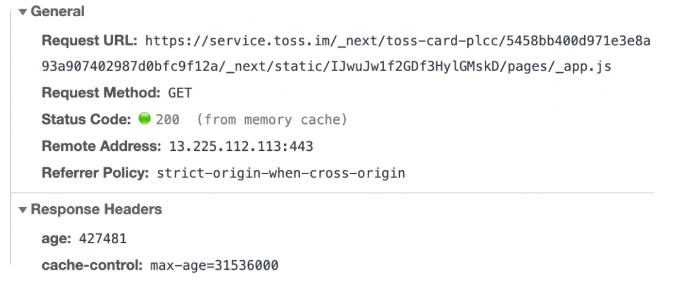 General
Request URL: https://service.toss.im/_next/toss-card-plcc/5458bb400d971e3e8a
93a907402987d0bfc9f12a/_next/static/IJwuJw1f2GDf3HylGMskD/pages/_app.js
Request Method: GET
Status Code: 200 (from memory cache)
Remote Address: 13.225.112.113:443
Referrer Policy: strict-origin-when-cross-origin
Response Headers
age: 427481
cache-control: max-age=31536000